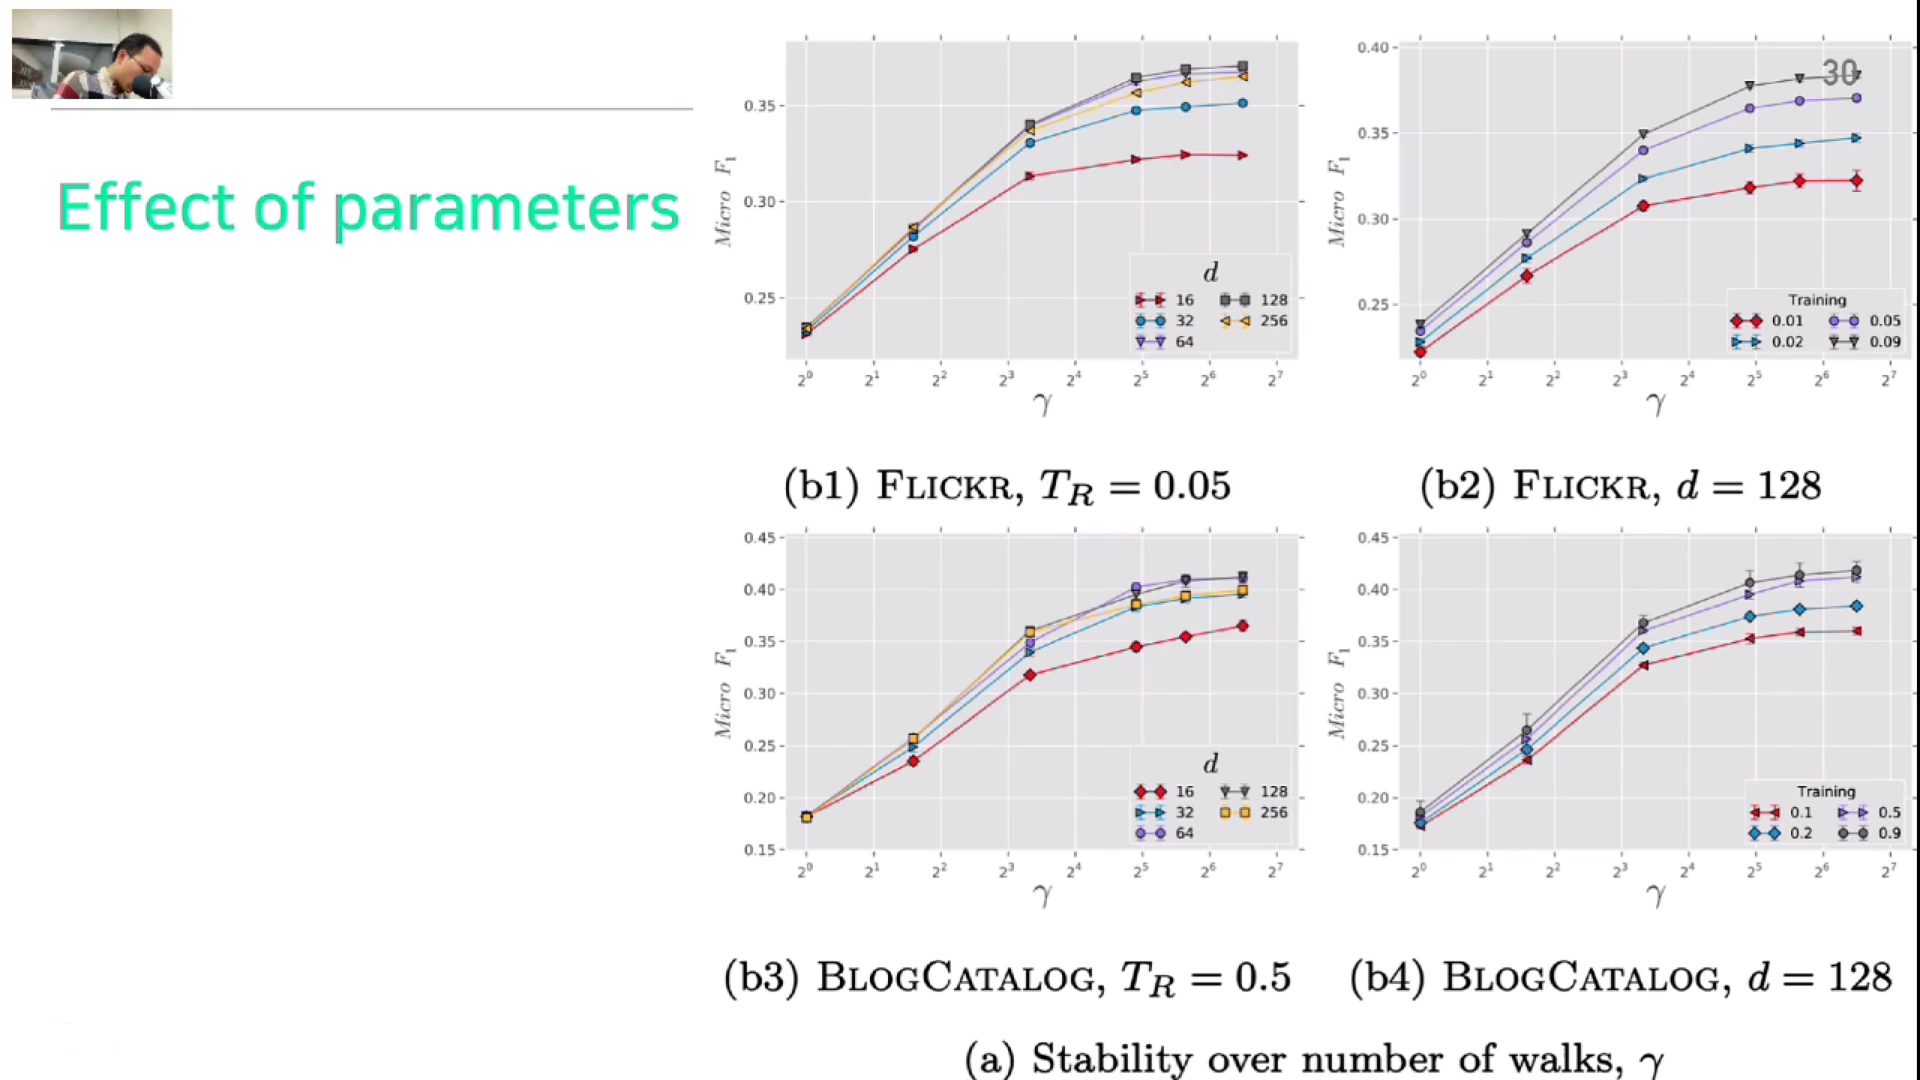 30
Effect of parameters
0.35
0.30
0.25
Micro F1
2^0 2^1 2^2 2^3 2^4 2^5 2^6 2^7
γ
d
16 128
32 256
64
(b1) FLICKR, T_R = 0.05
0.40
0.35
0.30
0.25
Micro F1
2^0 2^1 2^2 2^3 2^4 2^5 2^6 2^7
γ
Training
0.01 0.05
0.02 0.09
(b2) FLICKR, d = 128
0.45
0.40
0.35
0.30
0.25
0.20
0.15
Micro F1
2^0 2^1 2^2 2^3 2^4 2^5 2^6 2^7
γ
d
16 128
32 256
64
(b3) BLOGCATALOG, T_R = 0.5
0.45
0.40
0.35
0.30
0.25
0.20
0.15
Micro F1
2^0 2^1 2^2 2^3 2^4 2^5 2^6 2^7
γ
Training
0.1 0.5
0.2 0.9
(b4) BLOGCATALOG, d = 128
(a) Stability over number of walks, γ